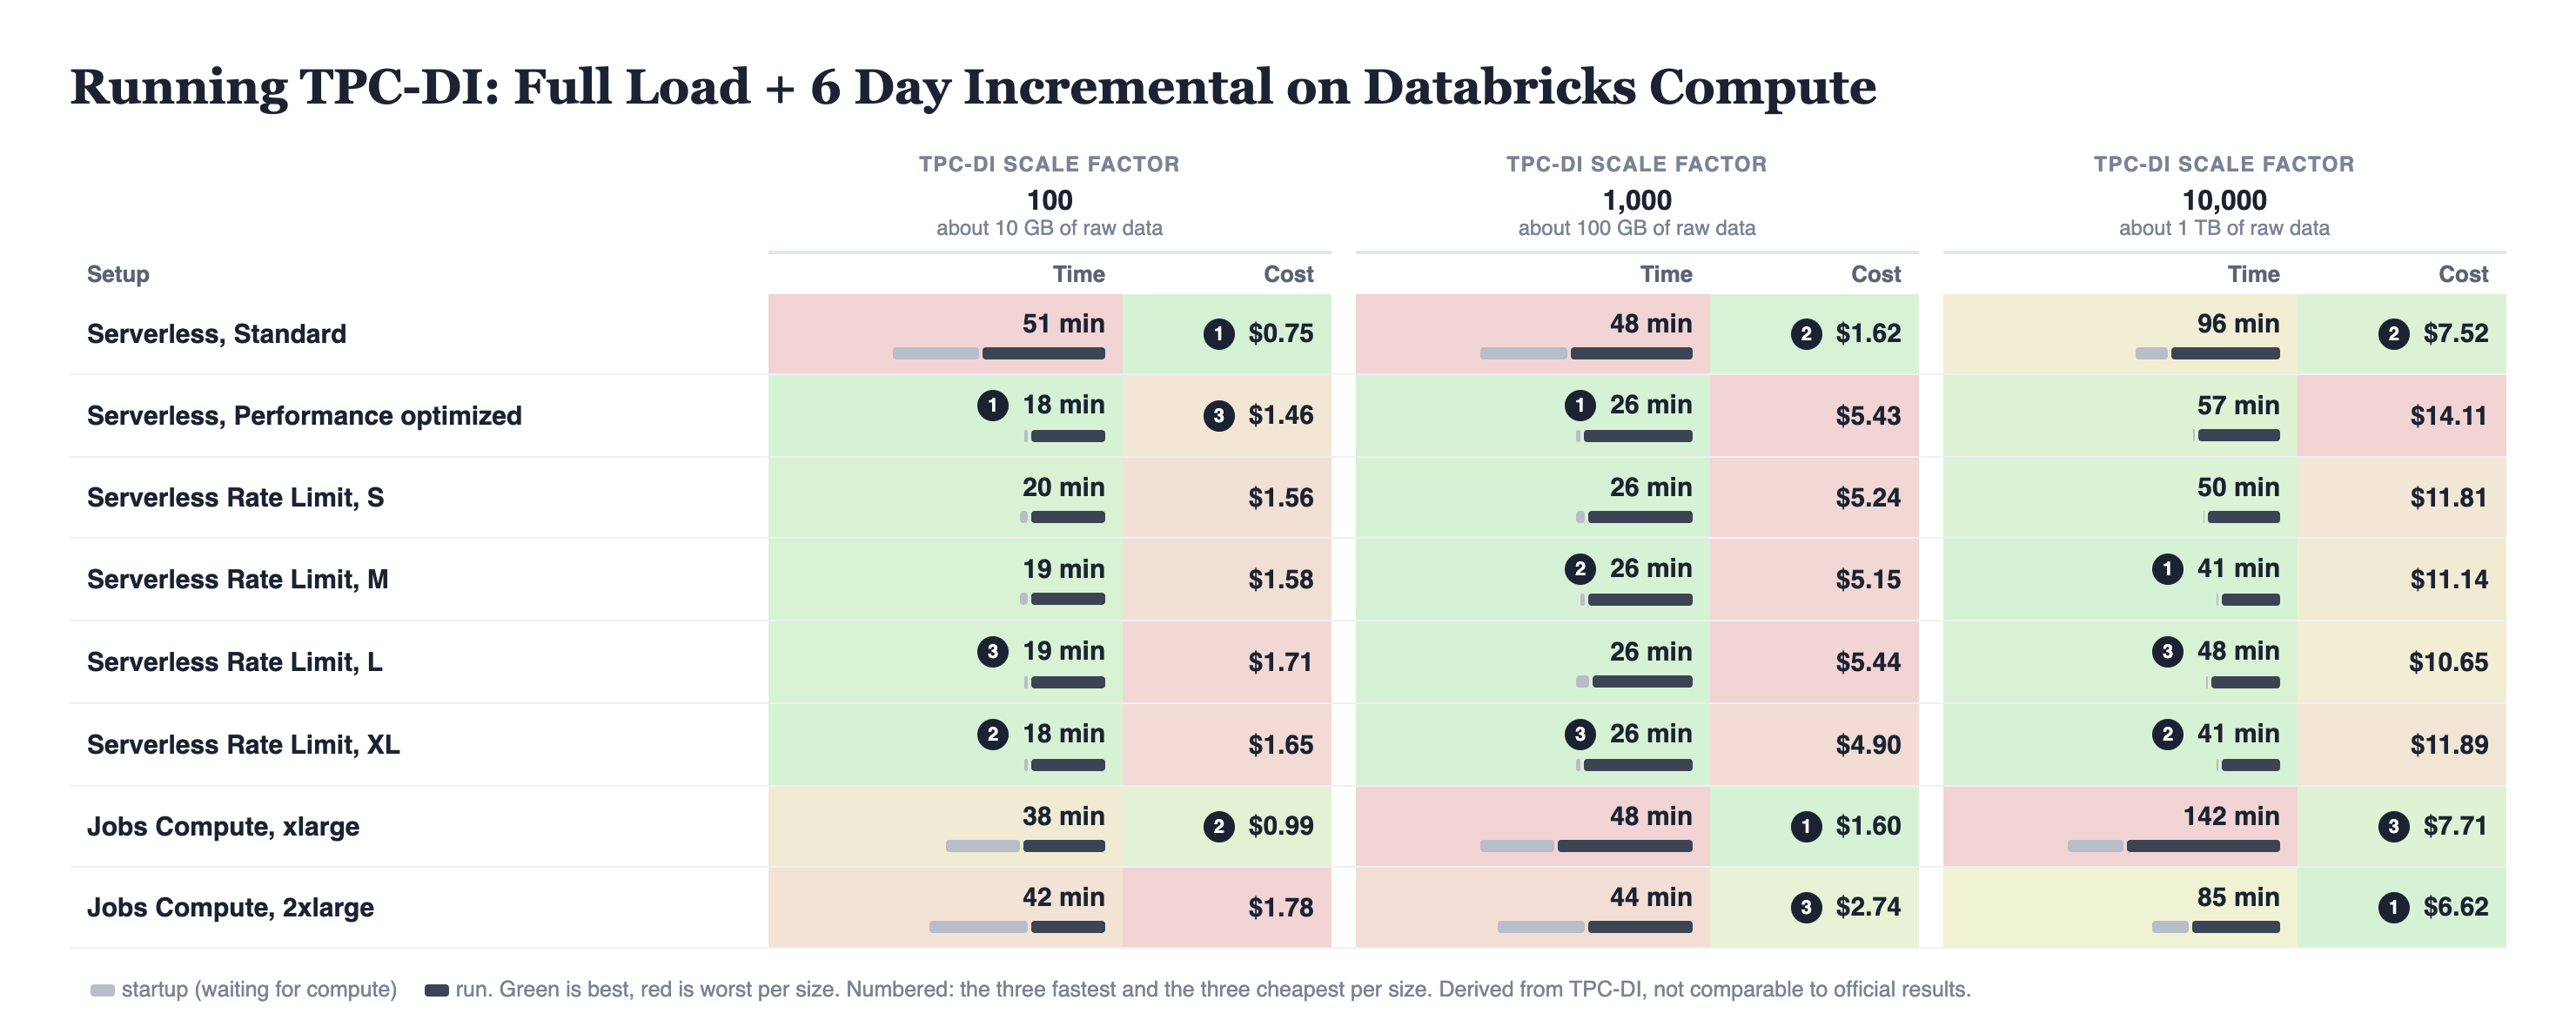 Running TPC-DI: Full Load + 6 Day Incremental on Databricks Compute
TPC-DI SCALE FACTOR TPC-DI SCALE FACTOR TPC-DI SCALE FACTOR
100 1,000 10,000
about 10 GB of raw data about 100 GB of raw data about 1 TB of raw data
Setup Time Cost Time Cost Time Cost
Serverless, Standard 51 min 1 $0.75 48 min 2 $1.62 96 min 2 $7.52
Serverless, Performance optimized 1 18 min 3 $1.46 1 26 min $5.43 57 min $14.11
Serverless Rate Limit, S 20 min $1.56 26 min $5.24 50 min $11.81
Serverless Rate Limit, M 19 min $1.58 2 26 min $5.15 1 41 min $11.14
Serverless Rate Limit, L 3 19 min $1.71 26 min $5.44 3 48 min $10.65
Serverless Rate Limit, XL 2 18 min $1.65 3 26 min $4.90 2 41 min $11.89
Jobs Compute, xlarge 38 min 2 $0.99 48 min 1 $1.60 142 min 3 $7.71
Jobs Compute, 2xlarge 42 min $1.78 44 min 3 $2.74 85 min 1 $6.62
startup (waiting for compute) run. Green is best, red is worst per size. Numbered: the three fastest and the three cheapest per size. Derived from TPC-DI, not comparable to official results.